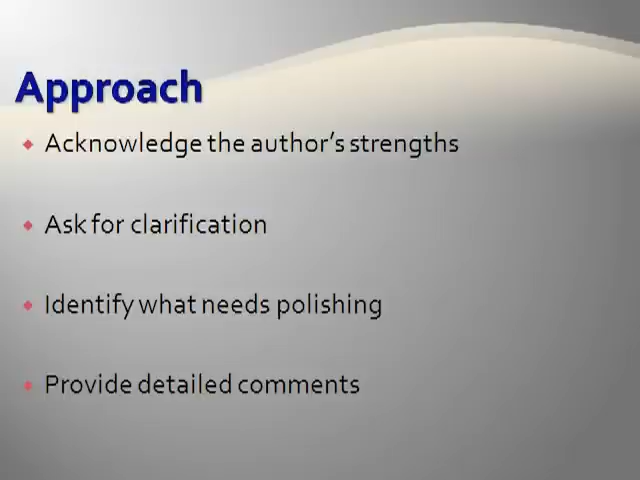 Approach
Acknowledge the author’s strengths
Ask for clarification
Identify what needs polishing
Provide detailed comments